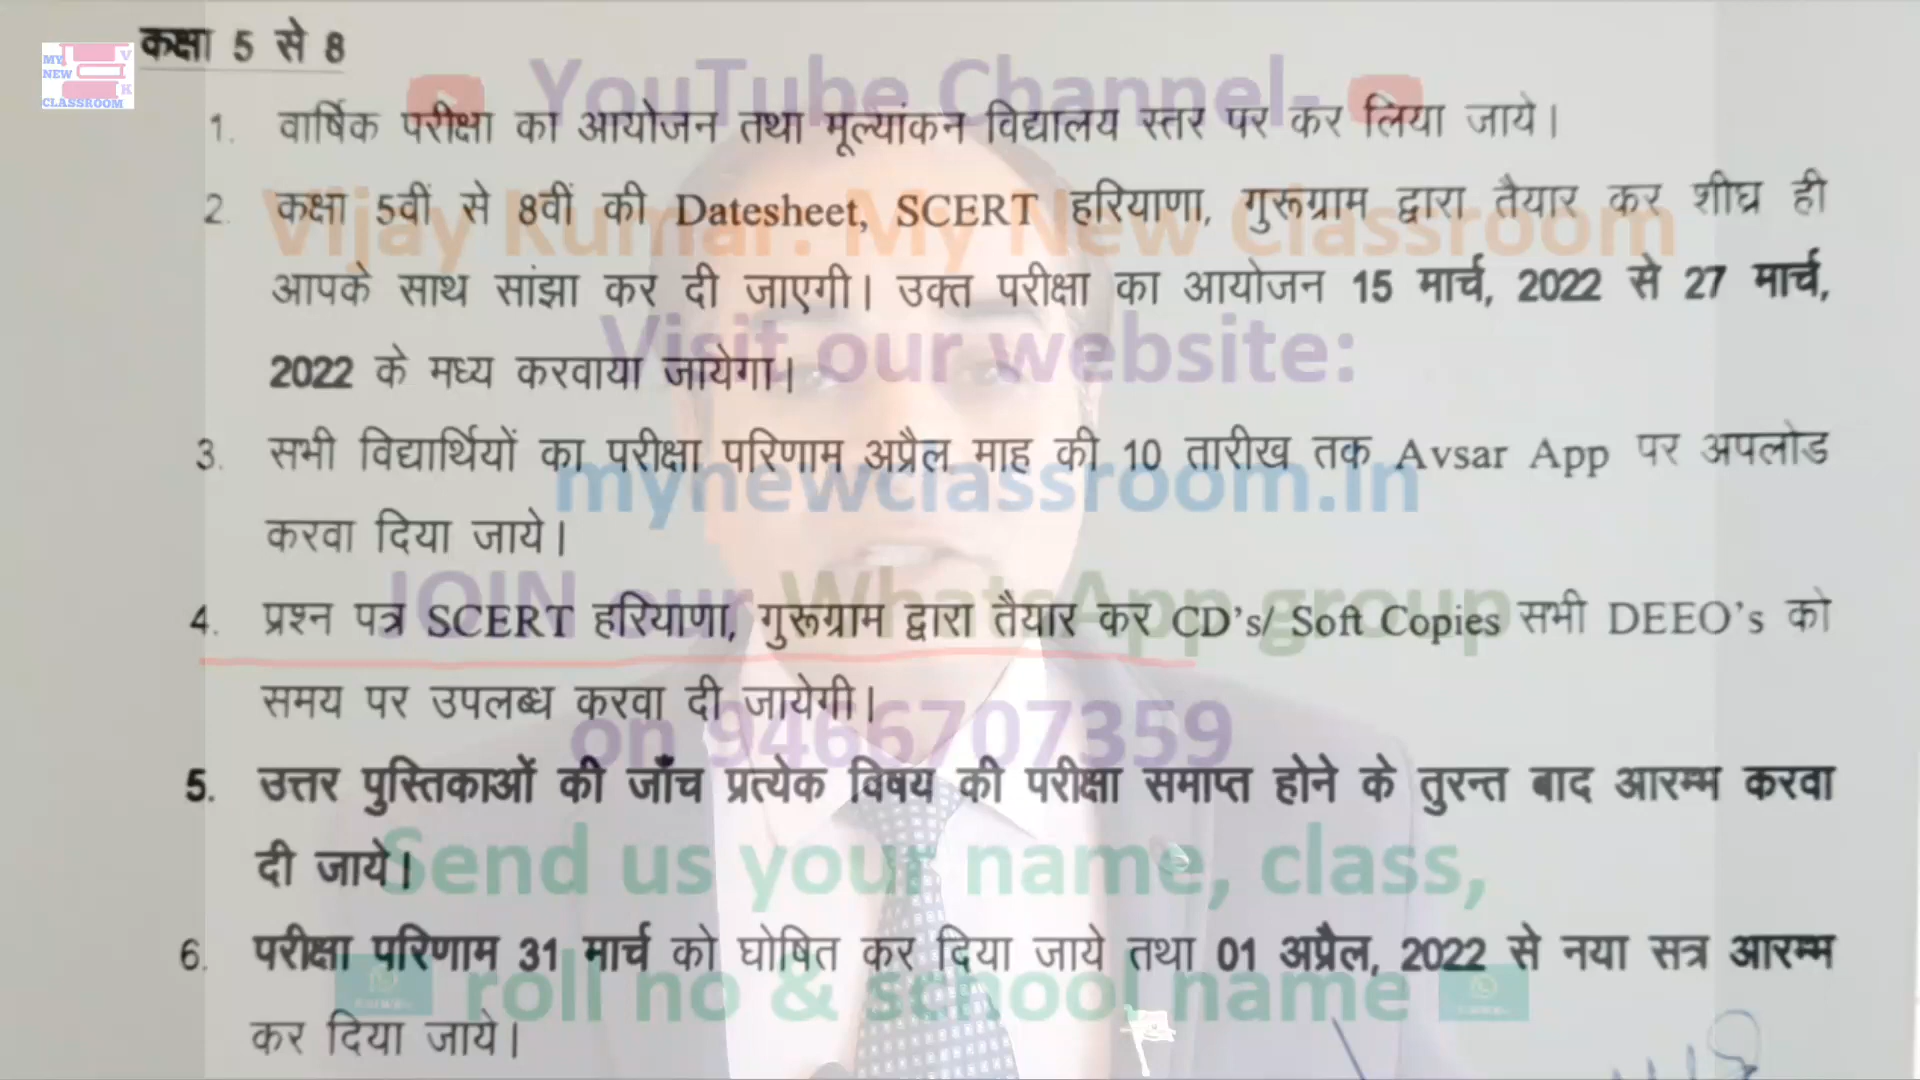 MY NEW CLASSROOM
V K
कक्षा 5 से 8
1. वार्षिक परीक्षा का आयोजन तथा मूल्यांकन विद्यालय स्तर पर कर लिया जाये।
2. कक्षा 5वीं से 8वीं की Datesheet, SCERT हरियाणा, गुरूग्राम द्वारा तैयार कर शीघ्र ही
आपके साथ सांझा कर दी जाएगी। उक्त परीक्षा का आयोजन 15 मार्च, 2022 से 27 मार्च,
2022 के मध्य करवाया जायेगा।
3. सभी विद्यार्थियों का परीक्षा परिणाम अप्रैल माह की 10 तारीख तक Avsar App पर अपलोड
करवा दिया जाये।
4. प्रश्न पत्र SCERT हरियाणा, गुरूग्राम द्वारा तैयार कर CD's/ Soft Copies सभी DEEO's को
समय पर उपलब्ध करवा दी जायेगी।
5. उत्तर पुस्तिकाओं की जाँच प्रत्येक विषय की परीक्षा समाप्त होने के तुरन्त बाद आरम्भ करवा
दी जाये।
6. परीक्षा परिणाम 31 मार्च को घोषित कर दिया जाये तथा 01 अप्रैल, 2022 से नया सत्र आरम्भ
कर दिया जाये।
YouTube Channel-
Vijay Kumar. My New Classroom
Visit our website:
mynewclassroom.in
JOIN our WhatsApp group
on 9466707359
Send us your name, class,
roll no & school name